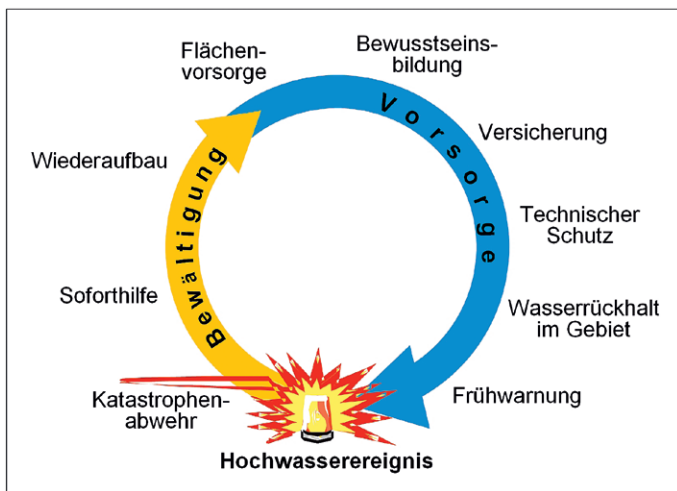 Flächen-
vorsorge
Bewusstseins-
bildung
Vorsorge
Versicherung
Technischer
Schutz
Wasserrückhalt
im Gebiet
Frühwarnung
Hochwasserereignis
Katastrophen-
abwehr
Soforthilfe
Wiederaufbau
Bewältigung